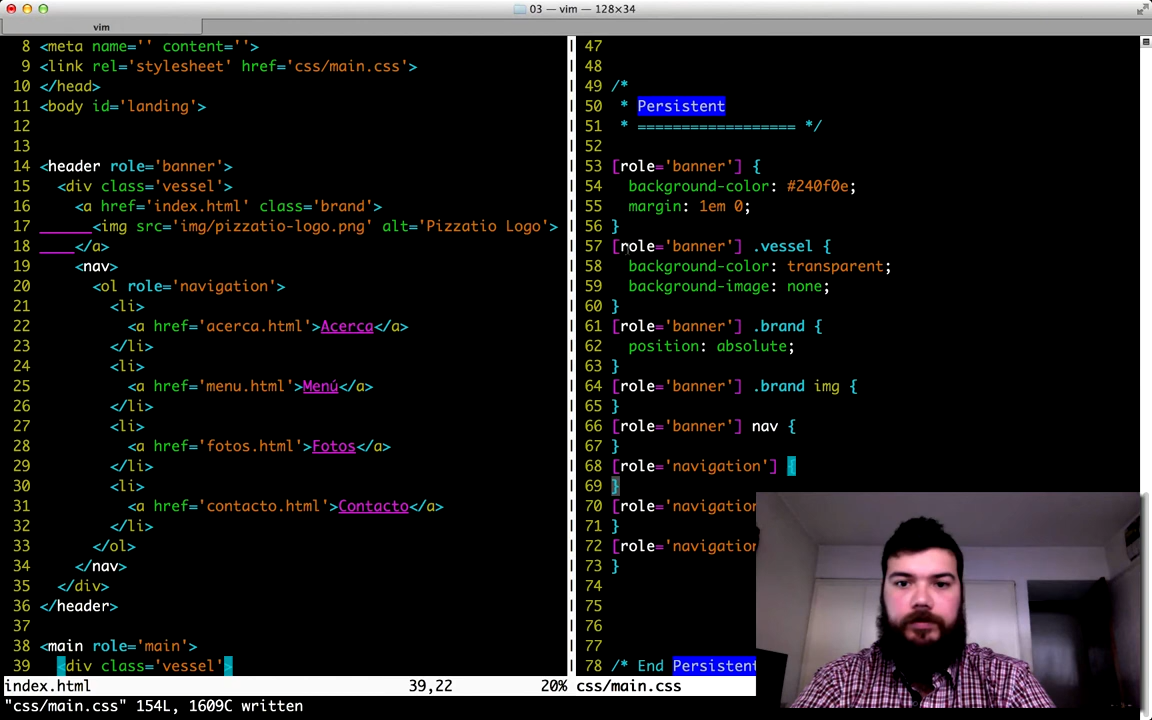 03 — vim — 128×34
vim
8 <meta name='' content=''>
9 <link rel='stylesheet' href='css/main.css'>
10 </head>
11 <body id='landing'>
12
13
14 <header role='banner'>
15 <div class='vessel'>
16 <a href='index.html' class='brand'>
17 <img src='img/pizzatio-logo.png' alt='Pizzatio Logo'>
18 </a>
19 <nav>
20 <ol role='navigation'>
21 <li>
22 <a href='acerca.html'>Acerca</a>
23 </li>
24 <li>
25 <a href='menu.html'>Menú</a>
26 </li>
27 <li>
28 <a href='fotos.html'>Fotos</a>
29 </li>
30 <li>
31 <a href='contacto.html'>Contacto</a>
32 </li>
33 </ol>
34 </nav>
35 </div>
36 </header>
37
38 <main role='main'>
39 <div class='vessel'>
index.html 39,22 20%
47
48
49 /*
50 * Persistent
51 * ================== */
52
53 [role='banner'] {
54 background-color: #240f0e;
55 margin: 1em 0;
56 }
57 [role='banner'] .vessel {
58 background-color: transparent;
59 background-image: none;
60 }
61 [role='banner'] .brand {
62 position: absolute;
63 }
64 [role='banner'] .brand img {
65 }
66 [role='banner'] nav {
67 }
68 [role='navigation'] {
69 }
70 [role='navigation
71 }
72 [role='navigation
73 }
74
75
76
77
78 /* End Persistent
css/main.css
"css/main.css" 154L, 1609C written